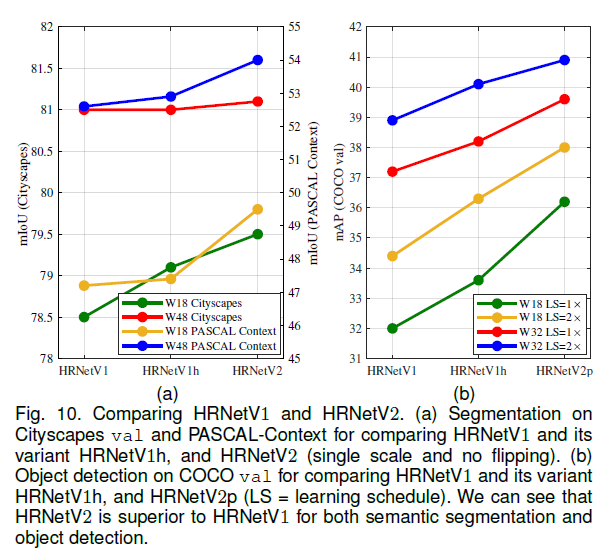 82
81.5
81
80.5
80
79.5
79
78.5
78
mIoU (Cityscapes)
55
54
53
52
51
50
49
48
47
46
45
mIoU (PASCAL Context)
W18 Cityscapes
W48 Cityscapes
W18 PASCAL Context
W48 PASCAL Context
HRNetV1 HRNetV1h HRNetV2
(a)
42
41
40
39
38
37
36
35
34
33
32
31
mAP (COCO val)
W18 LS=1×
W18 LS=2×
W32 LS=1×
W32 LS=2×
HRNetV1 HRNetV1h HRNetV2p
(b)
Fig. 10. Comparing HRNetV1 and HRNetV2. (a) Segmentation on
Cityscapes val and PASCAL-Context for comparing HRNetV1 and its
variant HRNetV1h, and HRNetV2 (single scale and no flipping). (b)
Object detection on COCO val for comparing HRNetV1 and its variant
HRNetV1h, and HRNetV2p (LS = learning schedule). We can see that
HRNetV2 is superior to HRNetV1 for both semantic segmentation and
object detection.